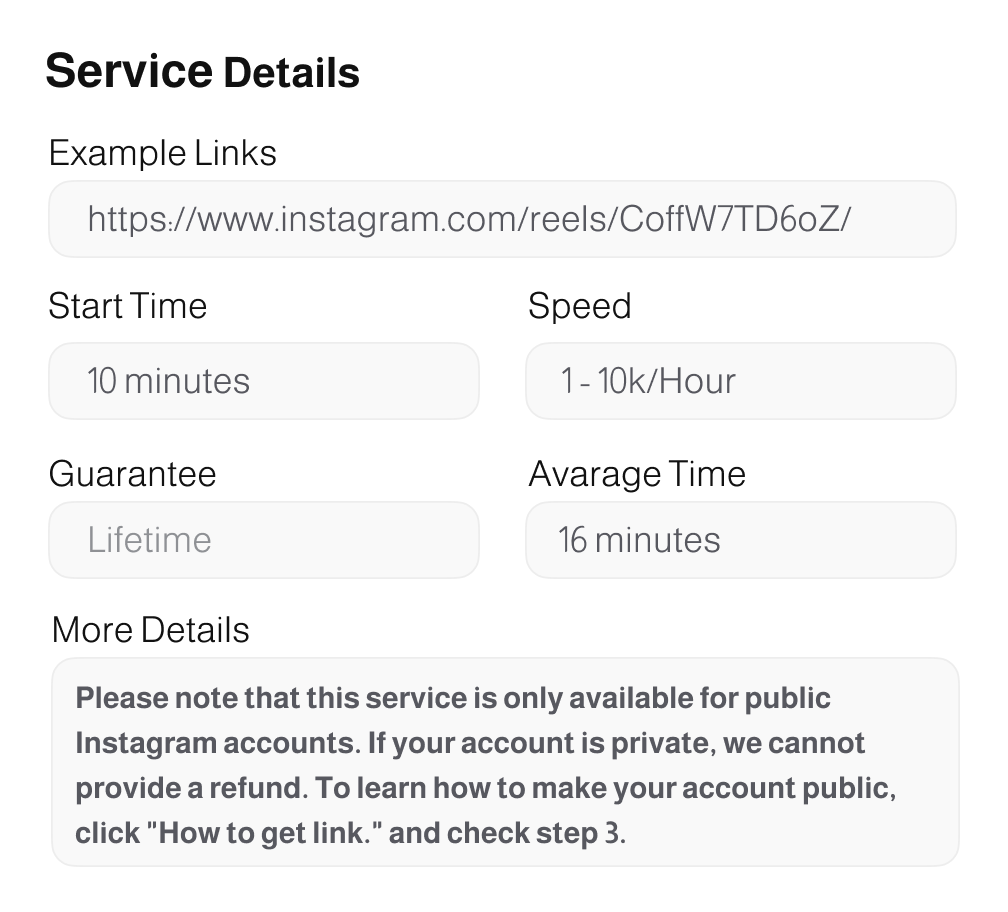 Service Details
Example Links
https://www.instagram.com/reels/CoffW7TD6oZ/
Start Time
Speed
10 minutes
1 - 10k/Hour
Guarantee
Avarage Time
Lifetime
16 minutes
More Details
Please note that this service is only available for public
Instagram accounts. If your account is private, we cannot
provide a refund. To learn how to make your account public,
click "How to get link." and check step 3.